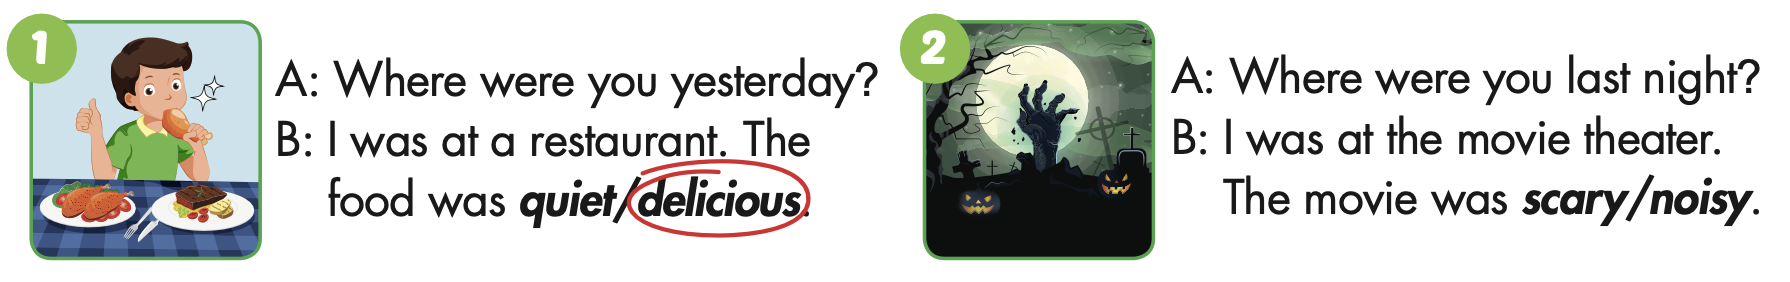 1
A: Where were you yesterday?
B: I was at a restaurant. The
food was quiet/delicious.
2
A: Where were you last night?
B: I was at the movie theater.
The movie was scary/noisy.